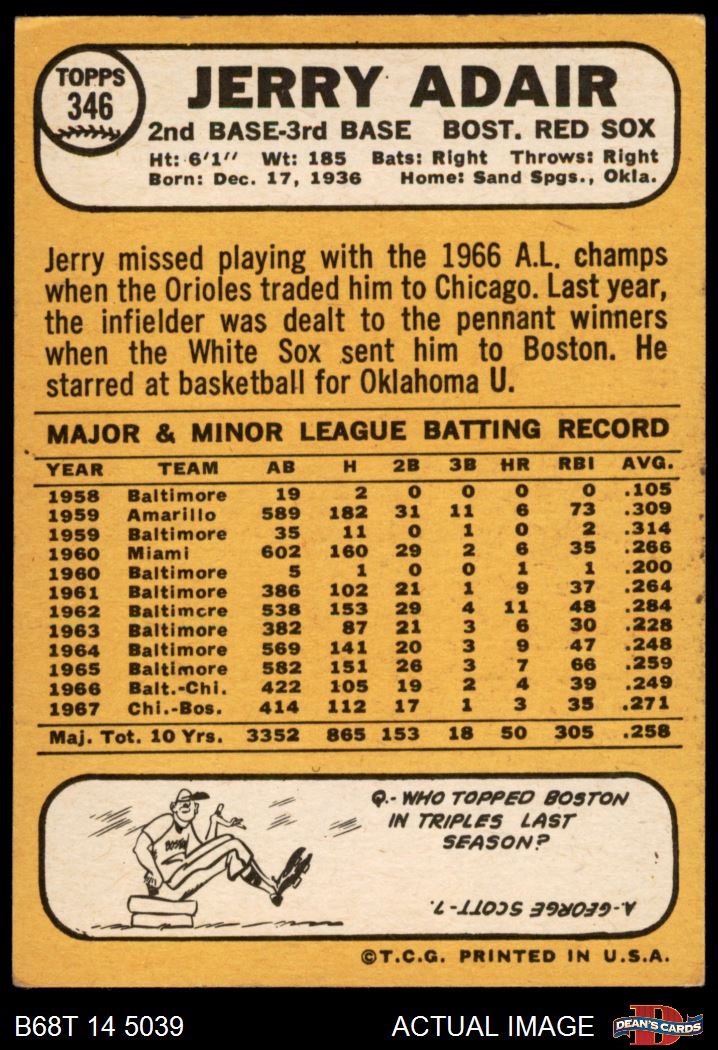 TOPPS
346
JERRY ADAIR
2nd BASE-3rd BASE BOST. RED SOX
Ht: 6'1" Wt: 185 Bats: Right Throws: Right
Born: Dec. 17, 1936 Home: Sand Spgs., Okla.
Jerry missed playing with the 1966 A.L. champs
when the Orioles traded him to Chicago. Last year,
the infielder was dealt to the pennant winners
when the White Sox sent him to Boston. He
starred at basketball for Oklahoma U.
MAJOR & MINOR LEAGUE BATTING RECORD
YEAR TEAM AB H 2B 3B HR RBI AVG.
1958 Baltimore 19 2 0 0 0 0 .105
1959 Amarillo 589 182 31 11 6 73 .309
1959 Baltimore 35 11 0 1 0 2 .314
1960 Miami 602 160 29 2 6 35 .266
1960 Baltimore 5 1 0 0 1 1 .200
1961 Baltimore 386 102 21 1 9 37 .264
1962 Baltimore 538 153 29 4 11 48 .284
1963 Baltimore 382 87 21 3 6 30 .228
1964 Baltimore 569 141 20 3 9 47 .248
1965 Baltimore 582 151 26 3 7 66 .259
1966 Balt.-Chi. 422 105 19 2 4 39 .249
1967 Chi.-Bos. 414 112 17 1 3 35 .271
Maj. Tot. 10 Yrs. 3352 865 153 18 50 305 .258
Q.- WHO TOPPED BOSTON
IN TRIPLES LAST
SEASON?
A-GEORGE SCOTT-7.
©T.C.G. PRINTED IN U.S.A.
B68T 14 5039 ACTUAL IMAGE
DEAN'S CARDS